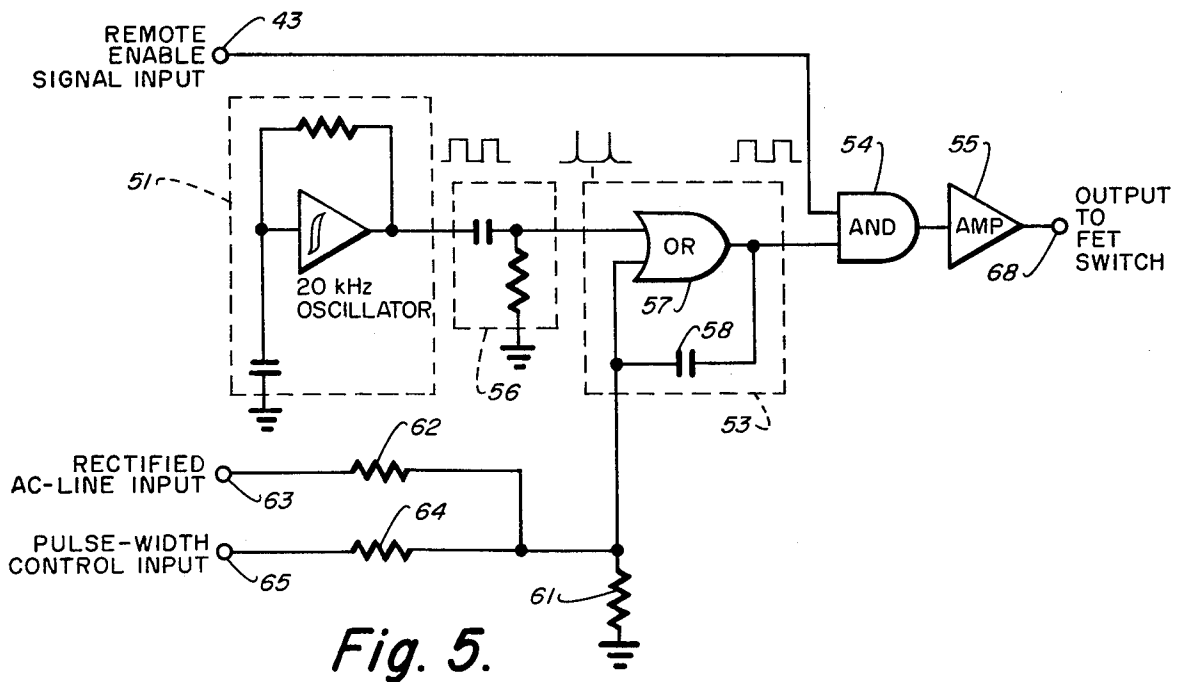 REMOTE
ENABLE
SIGNAL INPUT
43
51
20 kHz
OSCILLATOR
56
OR
57
58
53
54
AND
55
AMP
OUTPUT
TO
FET
SWITCH
68
62
RECTIFIED
AC-LINE INPUT
63
64
PULSE-WIDTH
CONTROL INPUT
65
61
Fig. 5.